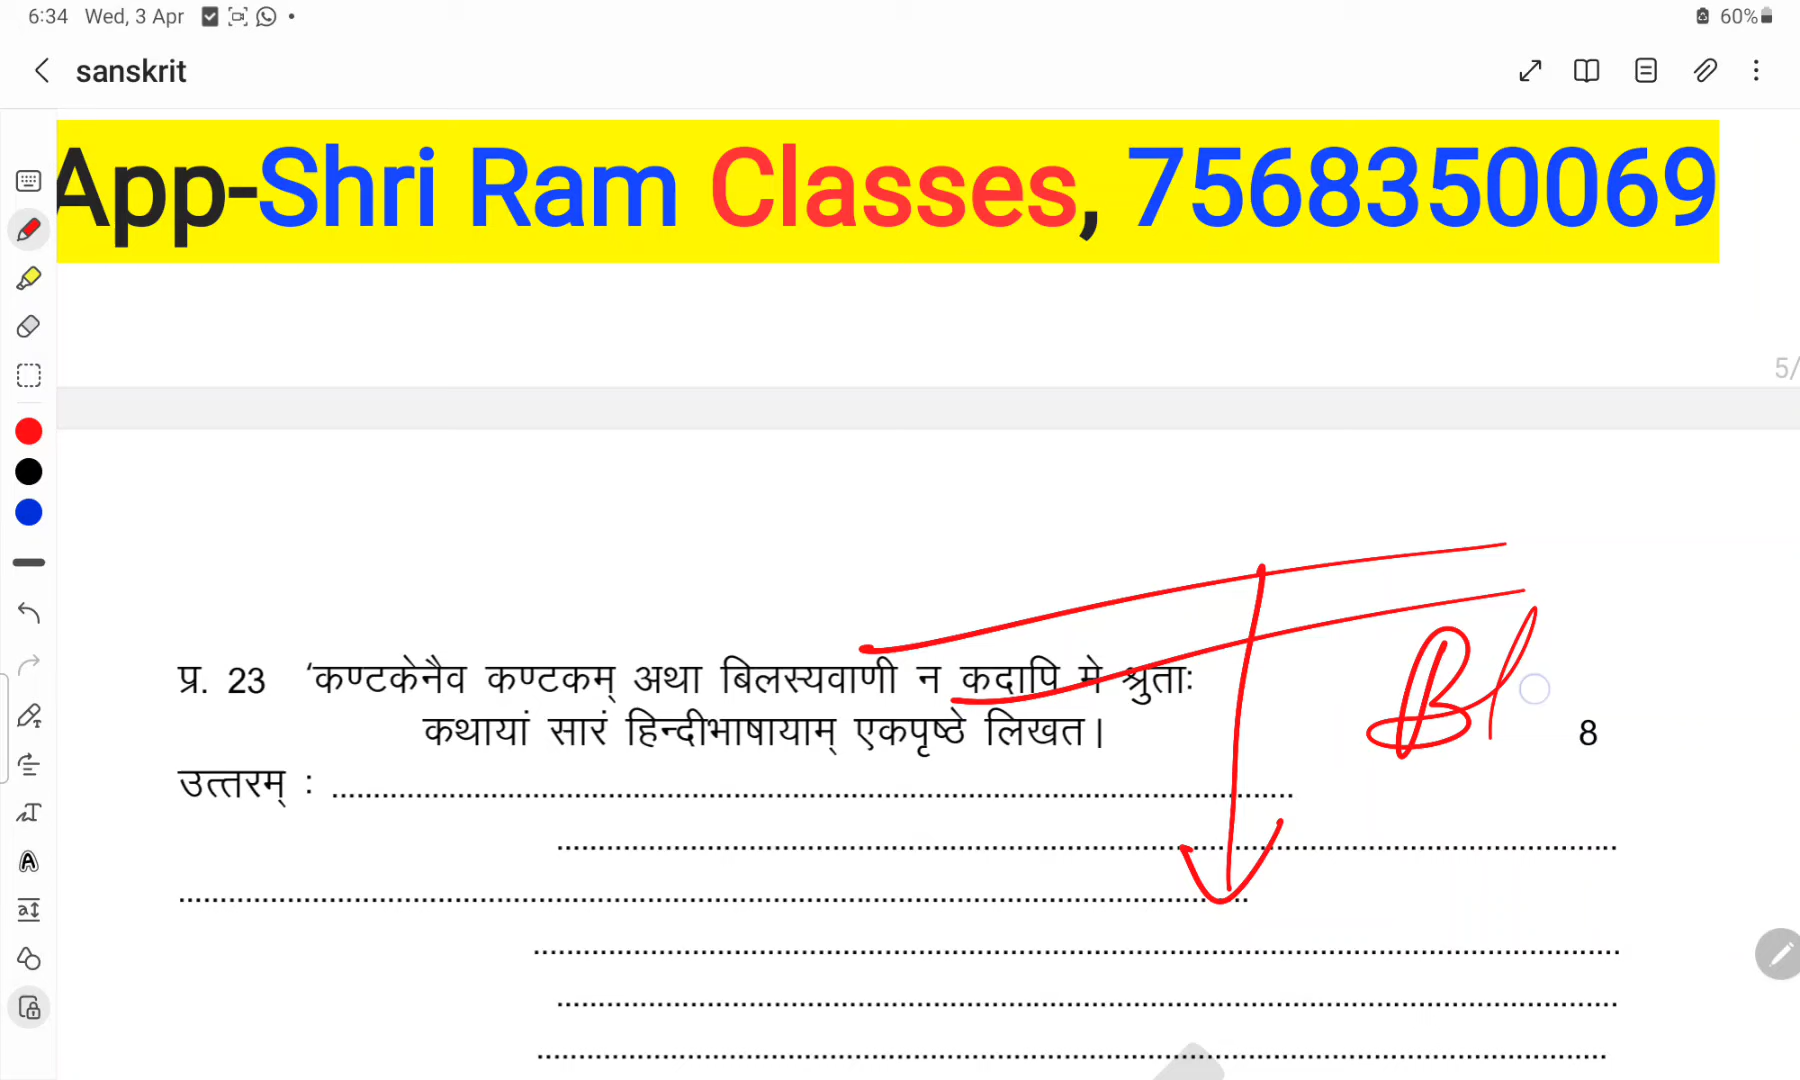 6:34 Wed, 3 Apr 60%
sanskrit
App-Shri Ram Classes, 7568350069
5/
प्र. 23 ‘कण्टकेनैव कण्टकम् अथा बिलस्यवाणी न कदापि मे श्रुताः
कथायां सारं हिन्दीभाषायाम् एकपृष्ठे लिखत। 8
उत्तरम् :